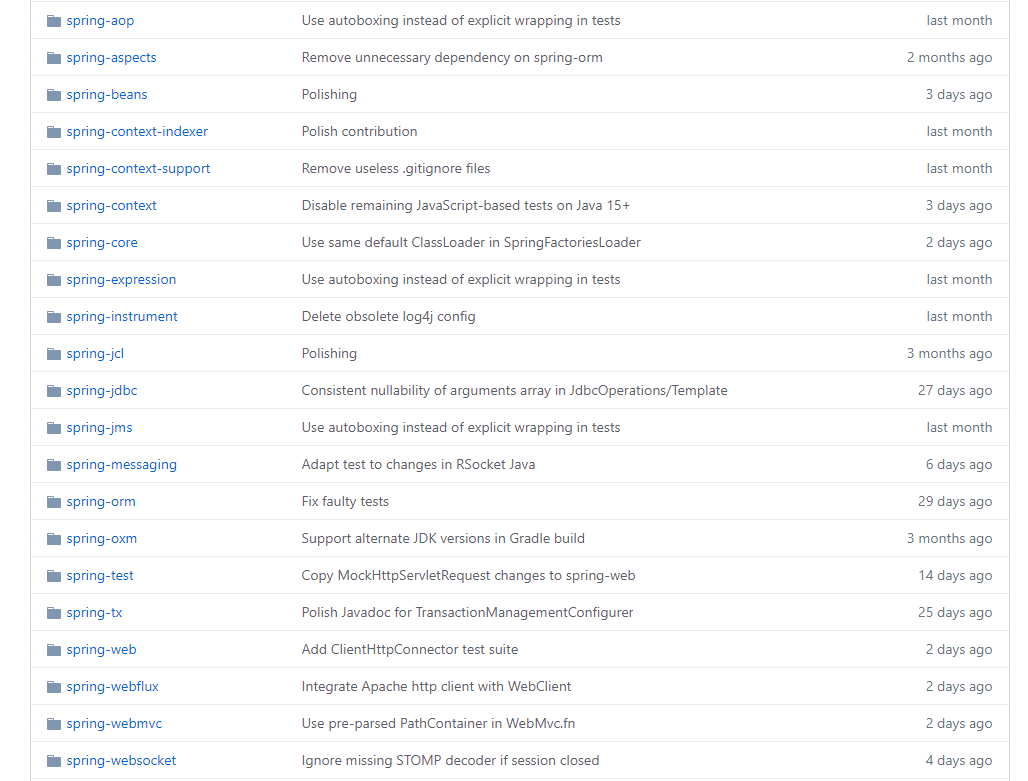 spring-aop Use autoboxing instead of explicit wrapping in tests last month
spring-aspects Remove unnecessary dependency on spring-orm 2 months ago
spring-beans Polishing 3 days ago
spring-context-indexer Polish contribution last month
spring-context-support Remove useless .gitignore files last month
spring-context Disable remaining JavaScript-based tests on Java 15+ 3 days ago
spring-core Use same default ClassLoader in SpringFactoriesLoader 2 days ago
spring-expression Use autoboxing instead of explicit wrapping in tests last month
spring-instrument Delete obsolete log4j config last month
spring-jcl Polishing 3 months ago
spring-jdbc Consistent nullability of arguments array in JdbcOperations/Template 27 days ago
spring-jms Use autoboxing instead of explicit wrapping in tests last month
spring-messaging Adapt test to changes in RSocket Java 6 days ago
spring-orm Fix faulty tests 29 days ago
spring-oxm Support alternate JDK versions in Gradle build 3 months ago
spring-test Copy MockHttpServletRequest changes to spring-web 14 days ago
spring-tx Polish Javadoc for TransactionManagementConfigurer 25 days ago
spring-web Add ClientHttpConnector test suite 2 days ago
spring-webflux Integrate Apache http client with WebClient 2 days ago
spring-webmvc Use pre-parsed PathContainer in WebMvc.fn 2 days ago
spring-websocket Ignore missing STOMP decoder if session closed 4 days ago